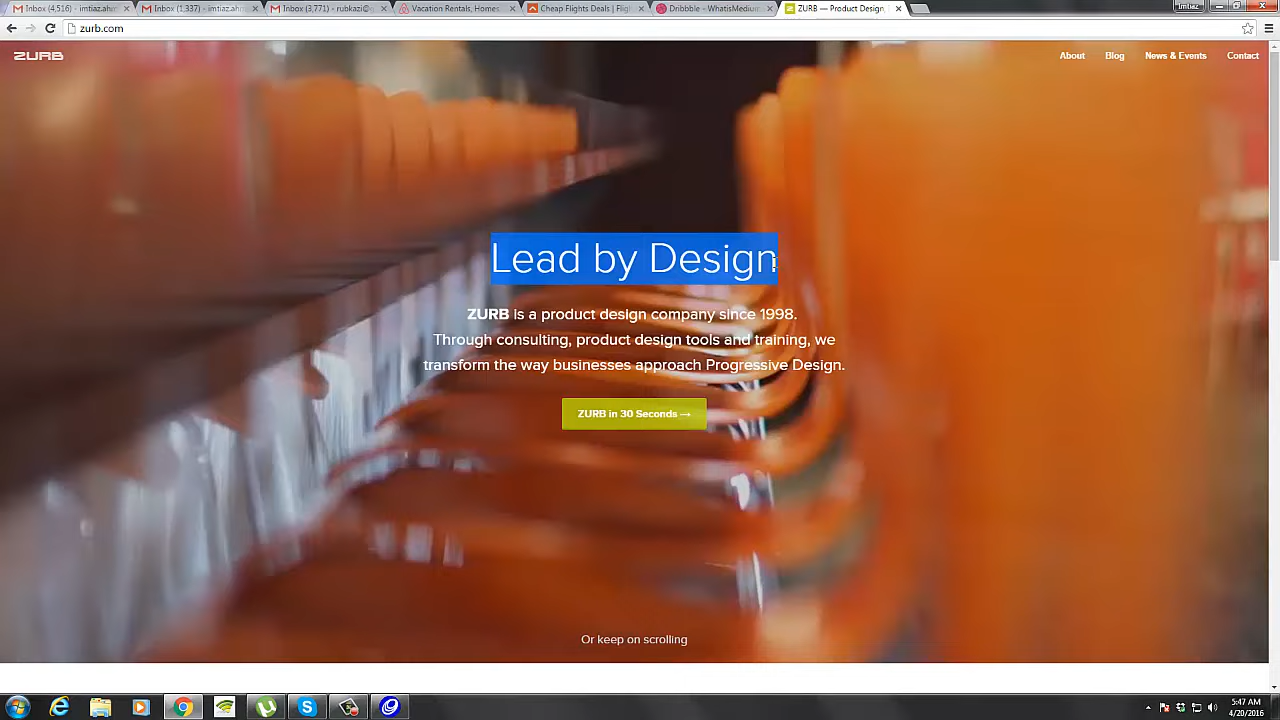 Inbox (4,516) - imtiaz.ahm
Inbox (1,337) - imtiaz.ahm
Inbox (3,771) - rubkazi@g
Vacation Rentals, Homes,
Cheap Flights Deals | Fligh
Dribbble - WhatisMedium
ZURB — Product Design,
imtiaz
zurb.com
ZURB
About
Blog
News & Events
Contact
Lead by Design
ZURB is a product design company since 1998.
Through consulting, product design tools and training, we
transform the way businesses approach Progressive Design.
ZURB in 30 Seconds →
Or keep on scrolling
5:47 AM
4/20/2016